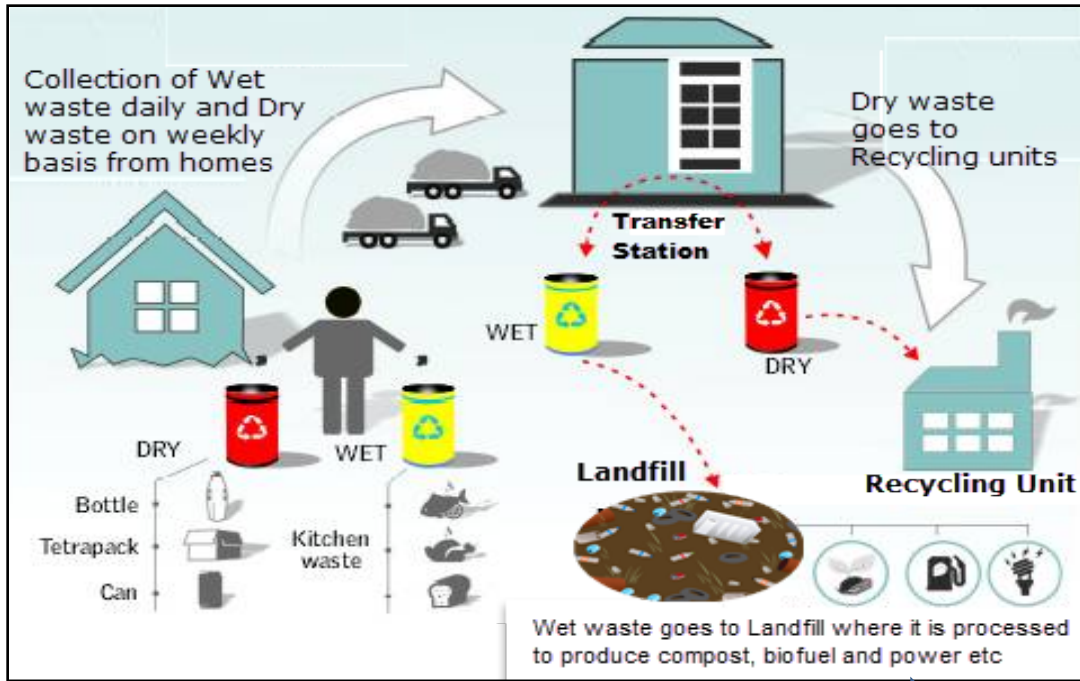 Collection of Wet
waste daily and Dry
waste on weekly
basis from homes
Dry waste
goes to
Recycling units
Transfer
Station
WET
DRY
DRY
WET
Bottle
Tetrapack
Can
Kitchen
waste
Landfill
Recycling Unit
Wet waste goes to Landfill where it is processed
to produce compost, biofuel and power etc